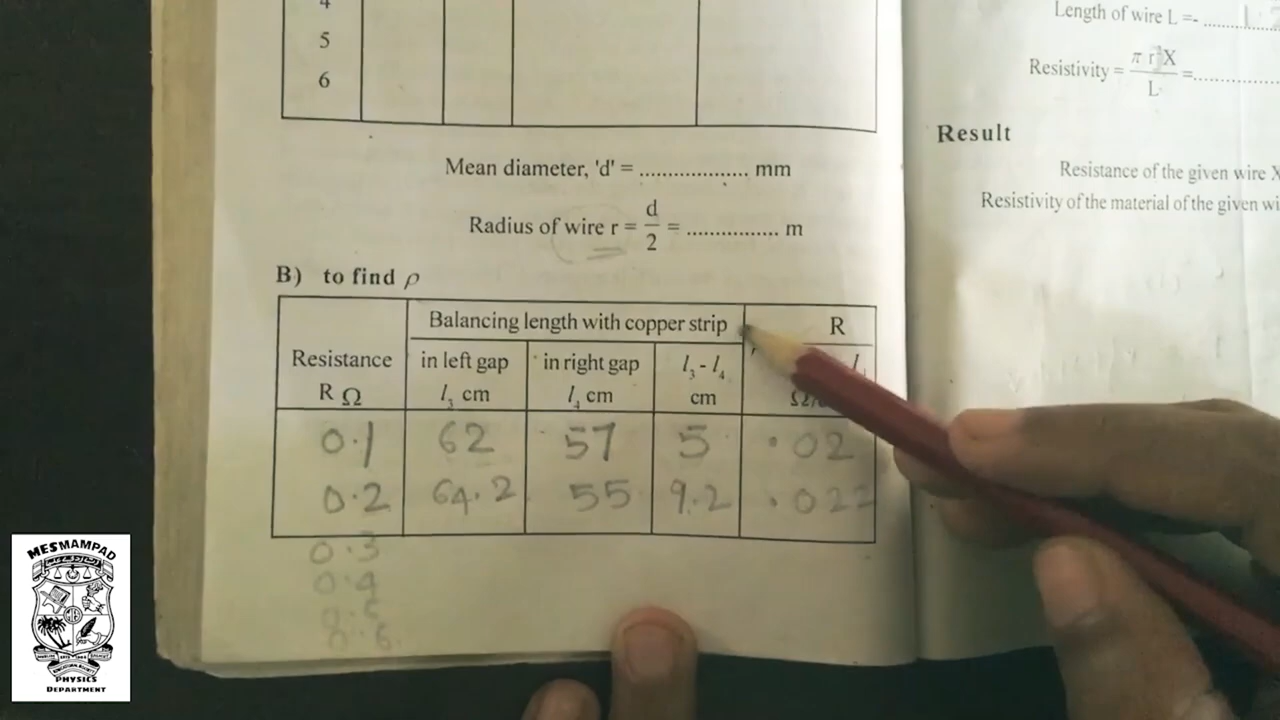 4
5
6
Mean diameter, 'd' = ................... mm
Radius of wire r = d/2 = ................ m
B) to find ρ
Resistance R Ω
Balancing length with copper strip
in left gap l₃ cm
in right gap l₄ cm
l₃ - l₄ cm
R
0.1 62 57 5 .02
0.2 64.2 55 9.2 .022
0.3
0.4
Length of wire L =-
Resistivity = π r²X / L =
Result
Resistance of the given wire X
Resistivity of the material of the given
MESMAMPAD
PHYSICS
DEPARTMENT